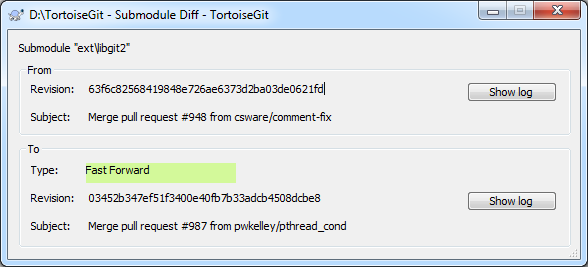 D:\TortoiseGit - Submodule Diff - TortoiseGit
Submodule "ext\libgit2"
From
Revision: 63f6c82568419848e726ae6373d2ba03de0621fd
Show log
Subject: Merge pull request #948 from csware/comment-fix
To
Type: Fast Forward
Revision: 03452b347ef51f3400e40fb7b33adcb4508dcbe8
Show log
Subject: Merge pull request #987 from pwkelley/pthread_cond